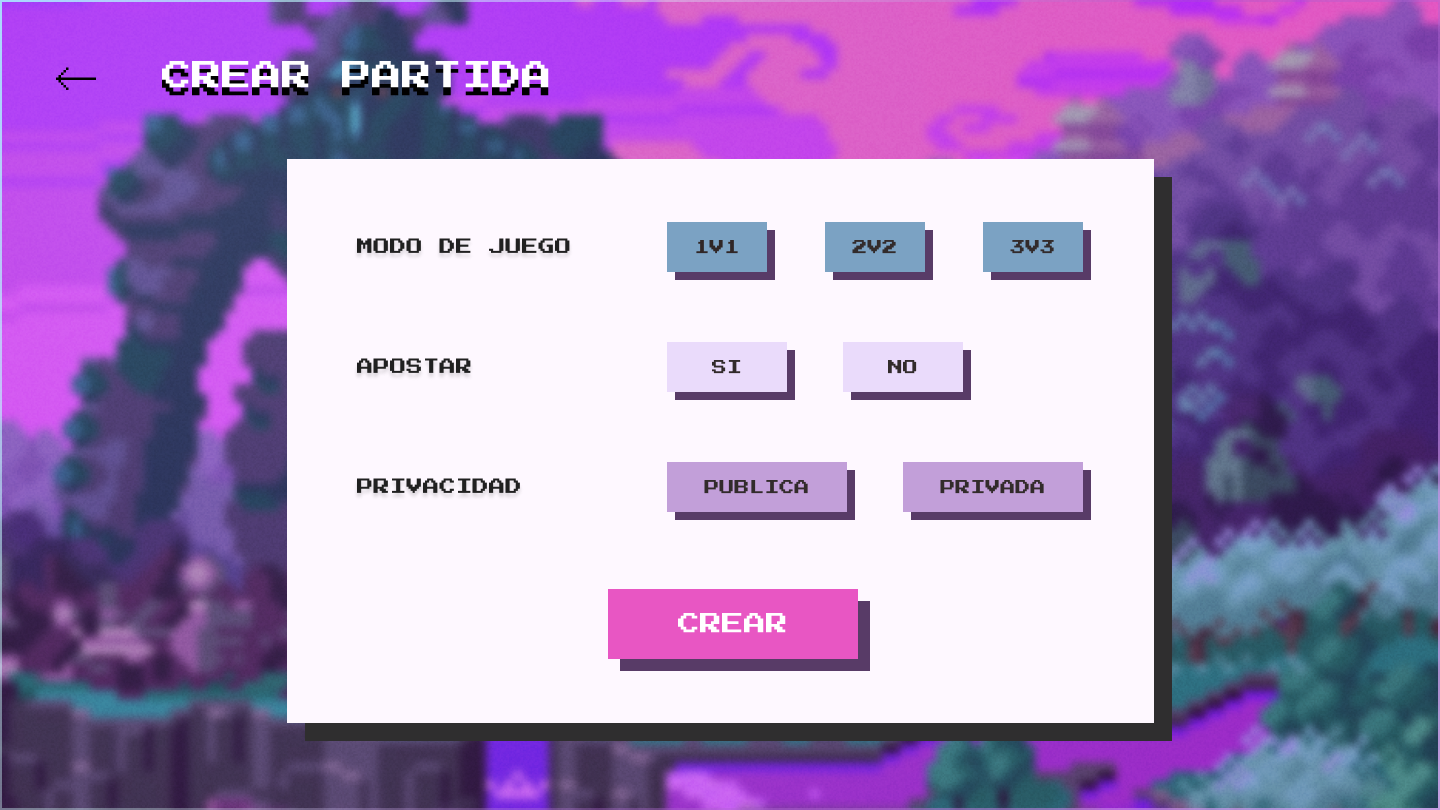 CREAR PARTIDA
MODO DE JUEGO 1V1 2V2 3V3
APOSTAR SI NO
PRIVACIDAD PUBLICA PRIVADA
CREAR